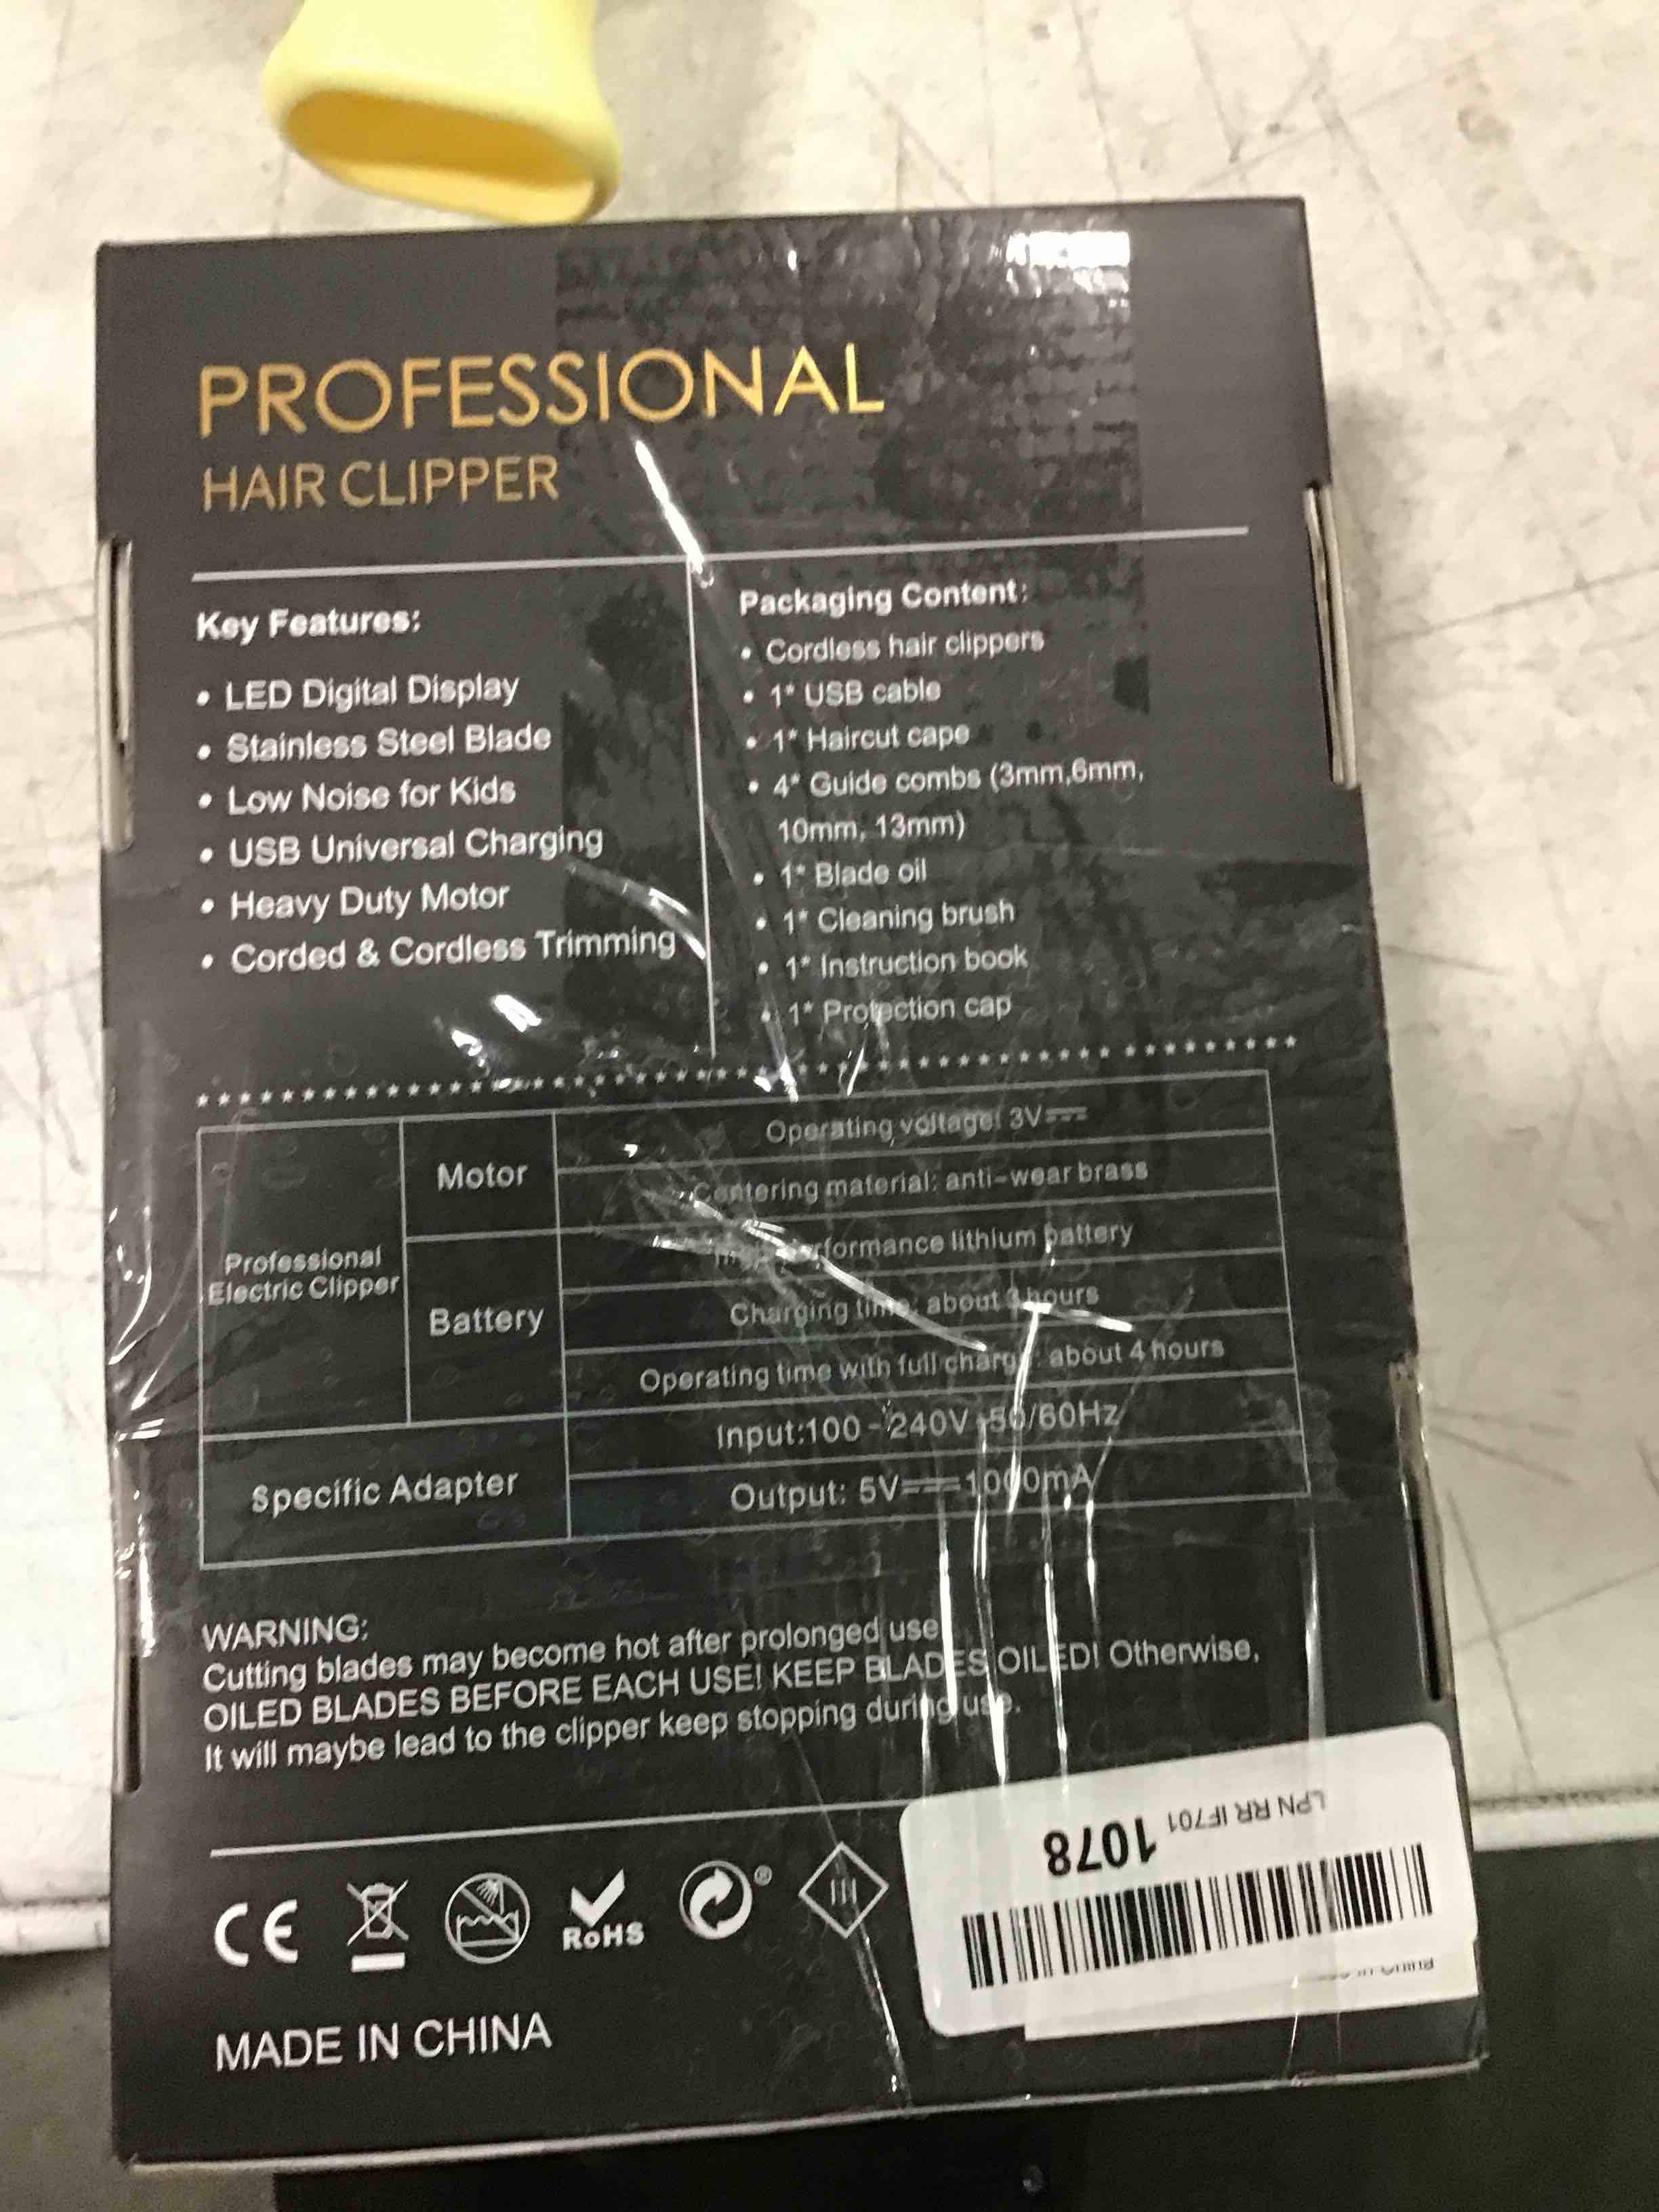 PROFESSIONAL
HAIR CLIPPER
Key Features:
• LED Digital Display
• Stainless Steel Blade
• Low Noise for Kids
• USB Universal Charging
• Heavy Duty Motor
• Corded & Cordless Trimming
Packaging Content:
• Cordless hair clippers
• 1* USB cable
• 1* Haircut cape
• 4* Guide combs (3mm,6mm,
10mm, 13mm)
• 1* Blade oil
• 1* Cleaning brush
• 1* Instruction book
• 1* Protection cap
Professional
Electric Clipper
Motor
Operating voltage: 3V⎓
Centering material: anti-wear brass
Battery
performance lithium battery
Charging time: about 3 hours
Operating time with full charge: about 4 hours
Specific Adapter
Input:100-240V 50/60Hz
Output: 5V⎓1000mA
WARNING:
Cutting blades may become hot after prolonged use
OILED BLADES BEFORE EACH USE! KEEP BLADES OILED! Otherwise,
It will maybe lead to the clipper keep stopping during use.
CE
RoHS
®
MADE IN CHINA
LPN RR IF701 1078